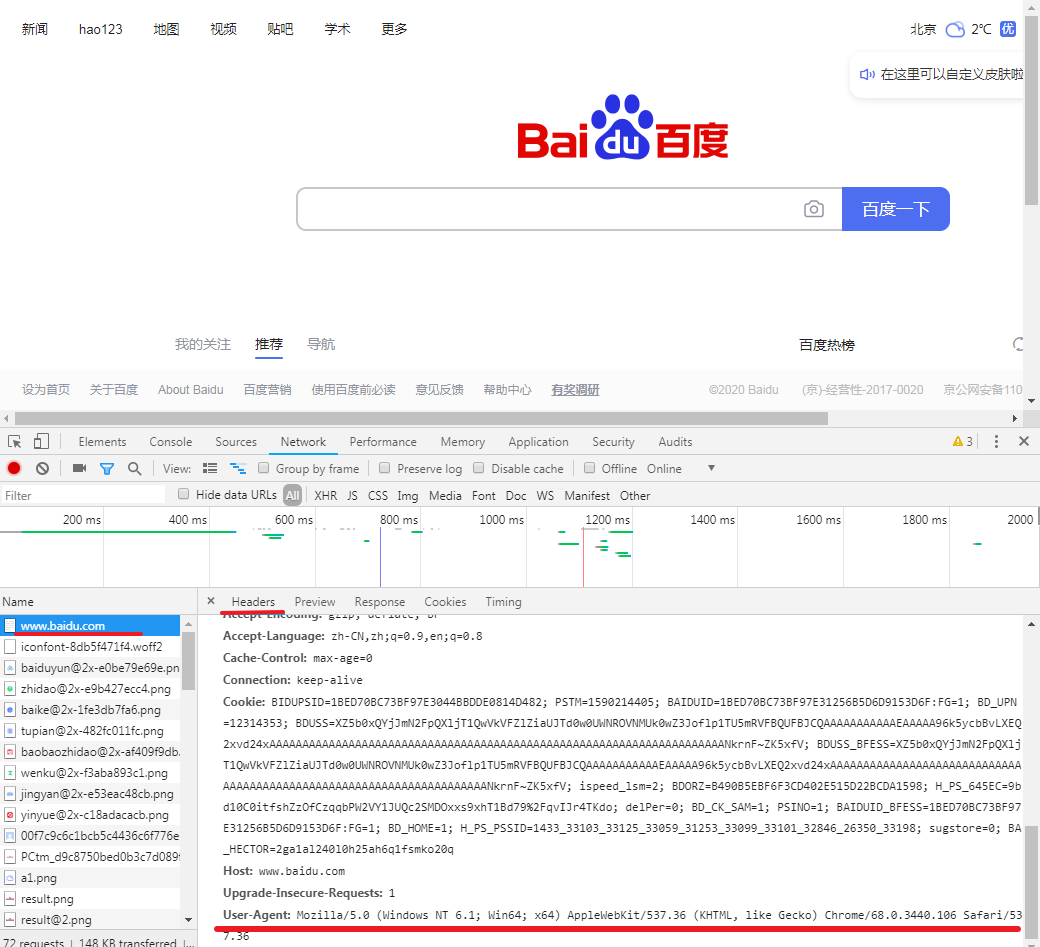 新闻 hao123 地图 视频 贴吧 学术 更多 北京 2℃ 优
在这里可以自定义皮肤啦
Bai du 百度
百度一下
我的关注 推荐 导航 百度热榜
设为首页 关于百度 About Baidu 百度营销 使用百度前必读 意见反馈 帮助中心 有奖调研 ©2020 Baidu (京)-经营性-2017-0020 京公网安备110
Elements Console Sources Network Performance Memory Application Security Audits 3
View: Group by frame Preserve log Disable cache Offline Online
Filter Hide data URLs All XHR JS CSS Img Media Font Doc WS Manifest Other
200 ms 400 ms 600 ms 800 ms 1000 ms 1200 ms 1400 ms 1600 ms 1800 ms 2000
Name
www.baidu.com
iconfont-8db5f471f4.woff2
baiduyun@2x-e0be79e69e.pn
zhidao@2x-e9b427ecc4.png
baike@2x-1fe3db7fa6.png
tupian@2x-482fc011fc.png
baobaozhidao@2x-af409f9db.
wenku@2x-f3aba893c1.png
jingyan@2x-e53eac48cb.png
yinyue@2x-c18adacacb.png
00f7c9c6c1bcb5c4436c6f776e
PCtm_d9c8750bed0b3c7d089
a1.png
result.png
result@2.png
72 requests | 148 KB transferred |...
× Headers Preview Response Cookies Timing
Accept-Encoding: gzip, deflate, br
Accept-Language: zh-CN,zh;q=0.9,en;q=0.8
Cache-Control: max-age=0
Connection: keep-alive
Cookie: BIDUPSID=1BED70BC73BF97E3044BBDDE0815D482; PSTM=1590214405; BAIDUID=1BED70BC73BF97E31256B5D6D9153D6F:FG=1; BD_UPN
=12314353; 
2xvd24x
ispeed_lsm=2; BDORZ=B490B5EBF6F3CD402E515D22BCDA1598; H_PS_645EC=9b
delPer=0; BD_CK_SAM=1; PSINO=1; BAIDUID_BFESS=1BED70BC73BF97
E31256B5D6D9153D6F:FG=1; BD_HOME=1; H_PS_PSSID=1433_33103_33125_33059_31253_33099_33101_32846_26350_33198; sugstore=0; BA
_HECTOR=2ga1al24010h25ah6q1fsmko20q
Host: www.baidu.com
Upgrade-Insecure-Requests: 1
User-Agent: Mozilla/5.0 (Windows NT 6.1; Win64; x64) AppleWebKit/537.36 (KHTML, like Gecko) Chrome/68.0.3440.106 Safari/53
7.36